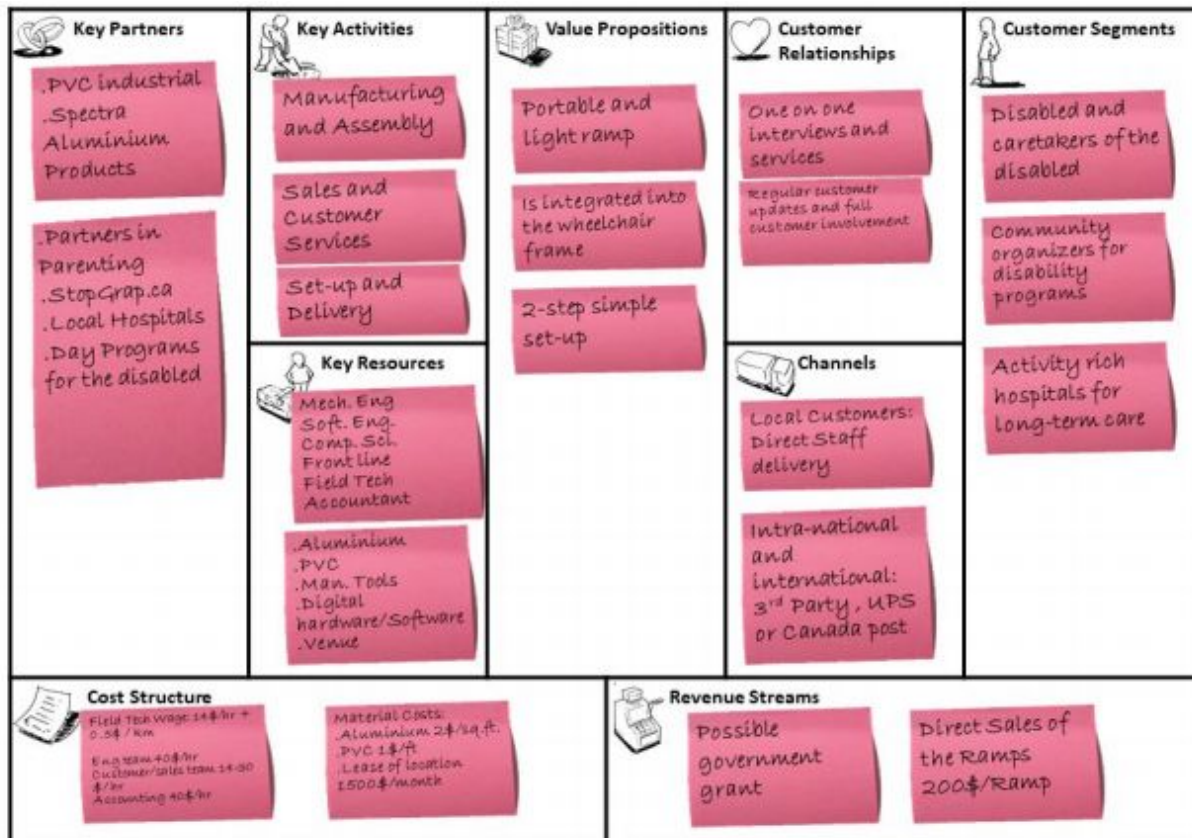 Key Partners
.PVC industrial
.Spectra
Aluminium
Products
.Partners in
Parenting
.StopGrap.ca
.Local Hospitals
.Day Programs
for the disabled
Key Activities
Manufacturing
and Assembly
Sales and
Customer
Services
Set-up and
Delivery
Key Resources
Mech. Eng
Soft. Eng.
Comp. Sci.
Front line
Field Tech
Accountant
.Aluminium
.PVC
.Man. Tools
.Digital
hardware/Software
.Venue
Value Propositions
Portable and
light ramp
Is integrated into
the wheelchair
frame
2-step simple
set-up
Customer
Relationships
One on one
interviews and
services
Regular customer
updates and full
customer involvement
Channels
Local Customers:
Direct Staff
delivery
Intra-national
and
international:
3rd Party, UPS
or Canada post
Customer Segments
Disabled and
caretakers of the
disabled
Community
organizers for
disability
programs
Activity rich
hospitals for
long-term care
Cost Structure
Field Tech Wage 14$/hr +
0.5$ / km
Eng team 40$/hr
Customer/sales team 14-30
$/hr
Accounting 40$/hr
Material Costs:
.Aluminium 2$/sq.ft.
.PVC 1$/ft
.Lease of location
1500$/month
Revenue Streams
Possible
government
grant
Direct Sales of
the Ramps
200$/Ramp